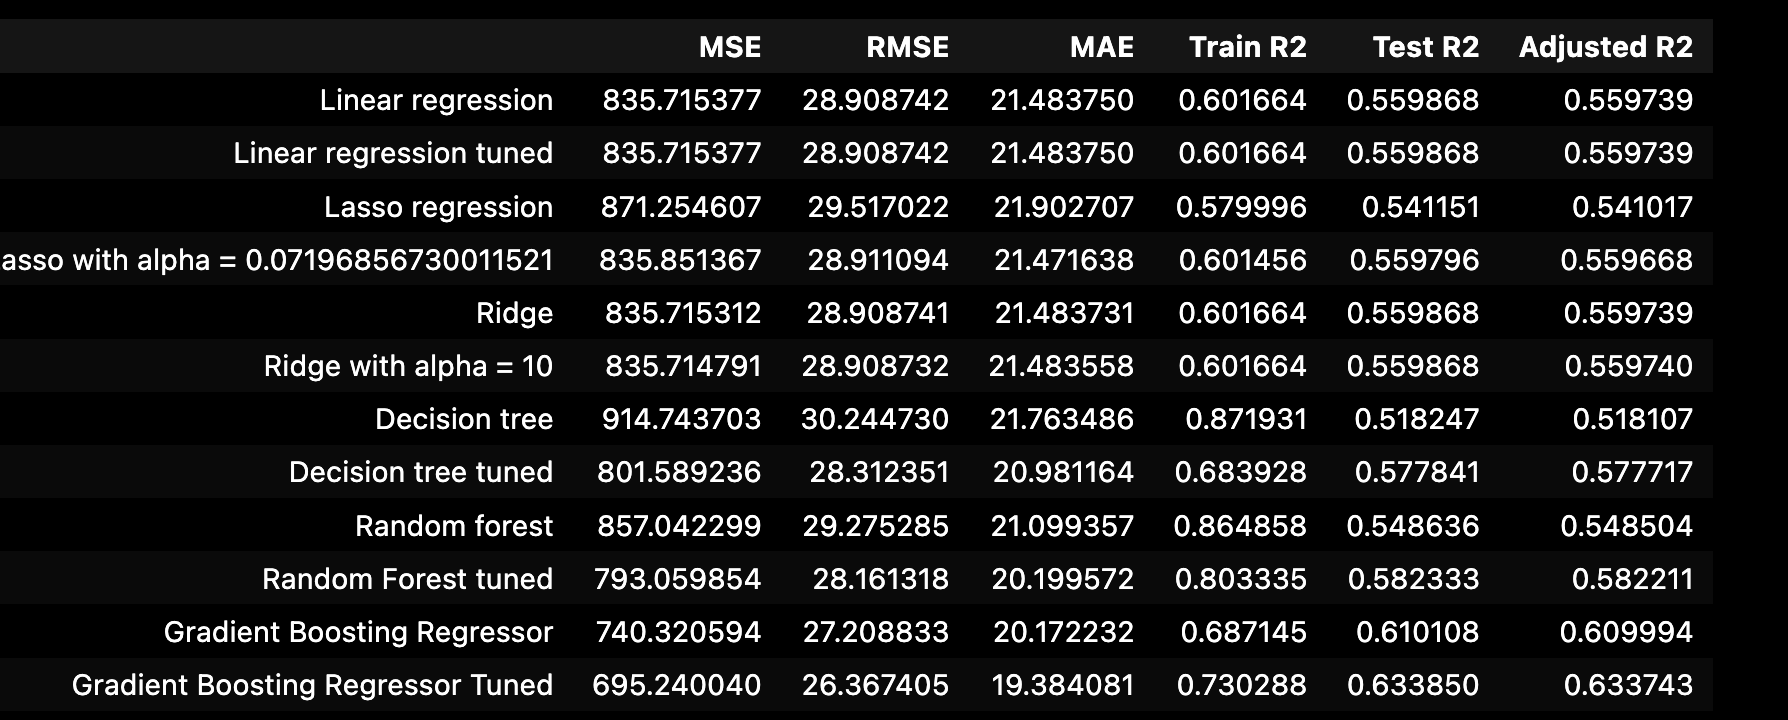 MSE RMSE MAE Train R2 Test R2 Adjusted R2
Linear regression 835.715377 28.908742 21.483750 0.601664 0.559868 0.559739
Linear regression tuned 835.715377 28.908742 21.483750 0.601664 0.559868 0.559739
Lasso regression 871.254607 29.517022 21.902707 0.579996 0.541151 0.541017
asso with alpha = 0.07196856730011521 835.851367 28.911094 21.471638 0.601456 0.559796 0.559668
Ridge 835.715312 28.908741 21.483731 0.601664 0.559868 0.559739
Ridge with alpha = 10 835.714791 28.908732 21.483558 0.601664 0.559868 0.559740
Decision tree 914.743703 30.244730 21.763486 0.871931 0.518247 0.518107
Decision tree tuned 801.589236 28.312351 20.981164 0.683928 0.577841 0.577717
Random forest 857.042299 29.275285 21.099357 0.864858 0.548636 0.548504
Random Forest tuned 793.059854 28.161318 20.199572 0.803335 0.582333 0.582211
Gradient Boosting Regressor 740.320594 27.208833 20.172232 0.687145 0.610108 0.609994
Gradient Boosting Regressor Tuned 695.240040 26.367405 19.384081 0.730288 0.633850 0.633743